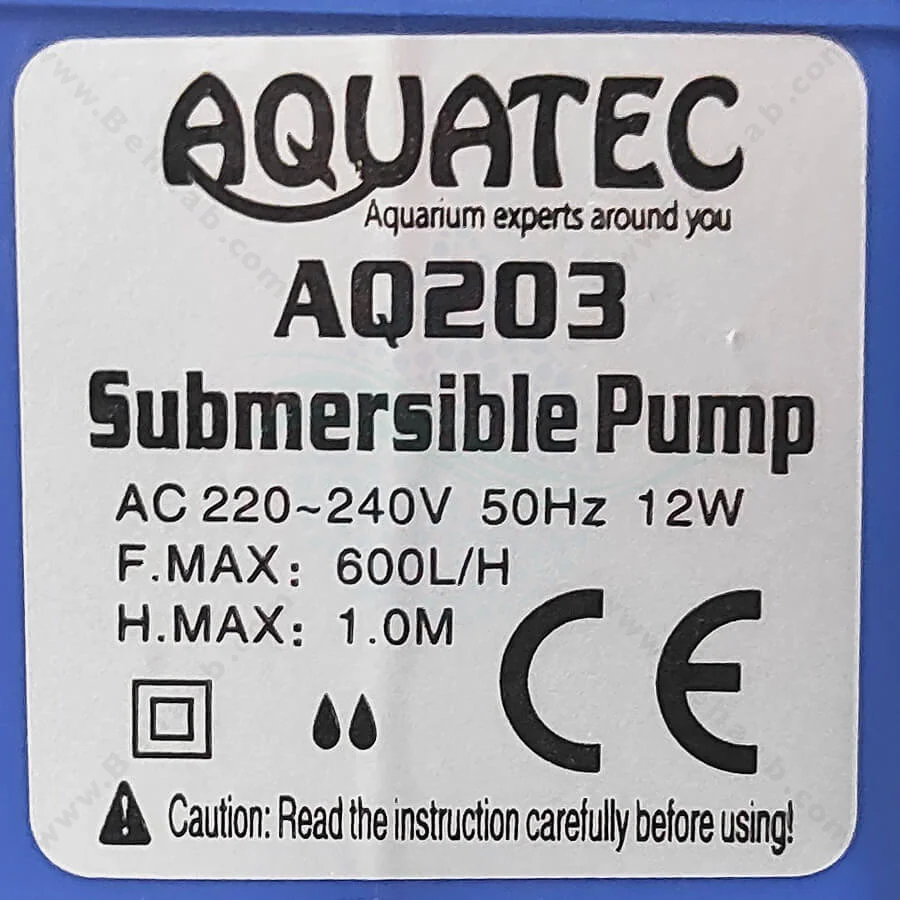 AQUATEC
Aquarium experts around you
AQ203
Submersible Pump
AC 220~240V 50Hz 12W
F.MAX: 600L/H
H.MAX: 1.0M
CE
Caution: Read the instruction carefully before using!